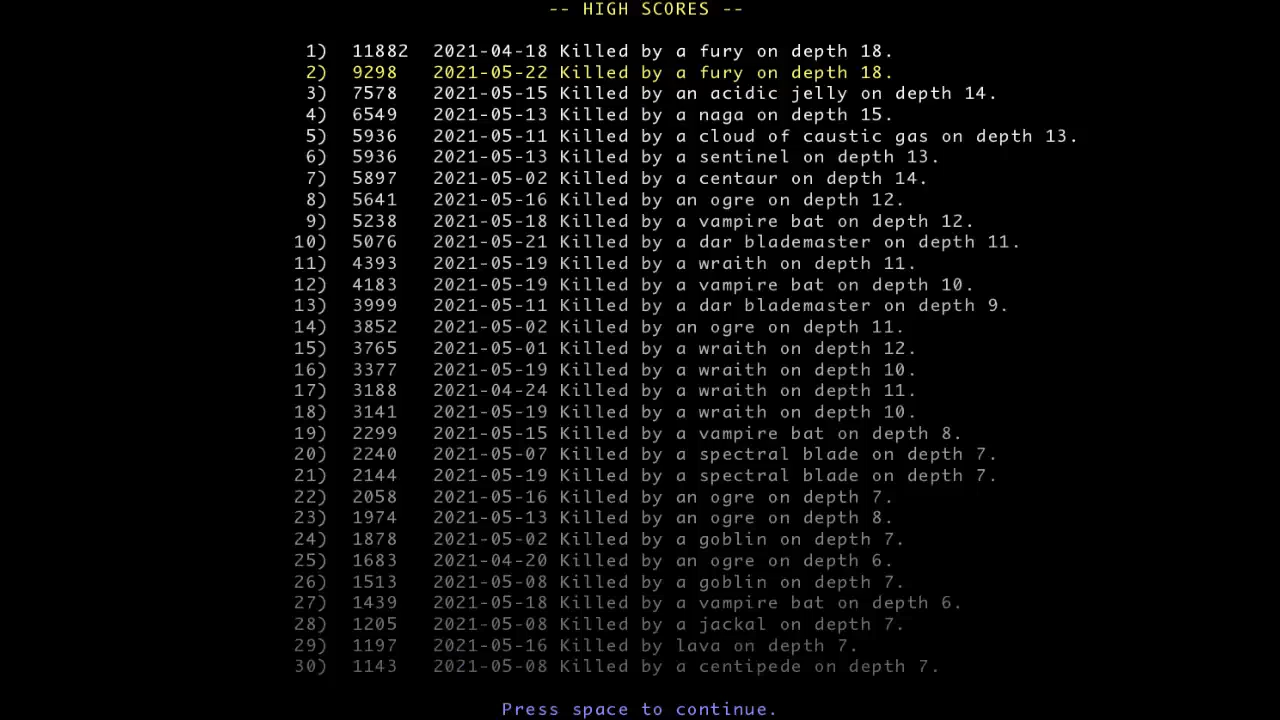 -- HIGH SCORES --
1) 11882 2021-04-18 Killed by a fury on depth 18.
2) 9298 2021-05-22 Killed by a fury on depth 18.
3) 7578 2021-05-15 Killed by an acidic jelly on depth 14.
4) 6549 2021-05-13 Killed by a naga on depth 15.
5) 5936 2021-05-11 Killed by a cloud of caustic gas on depth 13.
6) 5936 2021-05-13 Killed by a sentinel on depth 13.
7) 5897 2021-05-02 Killed by a centaur on depth 14.
8) 5641 2021-05-16 Killed by an ogre on depth 12.
9) 5238 2021-05-18 Killed by a vampire bat on depth 12.
10) 5076 2021-05-21 Killed by a dar blademaster on depth 11.
11) 4393 2021-05-19 Killed by a wraith on depth 11.
12) 4183 2021-05-19 Killed by a vampire bat on depth 10.
13) 3999 2021-05-11 Killed by a dar blademaster on depth 9.
14) 3852 2021-05-02 Killed by an ogre on depth 11.
15) 3765 2021-05-01 Killed by a wraith on depth 12.
16) 3377 2021-05-19 Killed by a wraith on depth 10.
17) 3188 2021-04-24 Killed by a wraith on depth 11.
18) 3141 2021-05-19 Killed by a wraith on depth 10.
19) 2299 2021-05-15 Killed by a vampire bat on depth 8.
20) 2240 2021-05-07 Killed by a spectral blade on depth 7.
21) 2144 2021-05-19 Killed by a spectral blade on depth 7.
22) 2058 2021-05-16 Killed by an ogre on depth 7.
23) 1974 2021-05-13 Killed by an ogre on depth 8.
24) 1878 2021-05-02 Killed by a goblin on depth 7.
25) 1683 2021-04-20 Killed by an ogre on depth 6.
26) 1513 2021-05-08 Killed by a goblin on depth 7.
27) 1439 2021-05-18 Killed by a vampire bat on depth 6.
28) 1205 2021-05-08 Killed by a jackal on depth 7.
29) 1197 2021-05-16 Killed by lava on depth 7.
30) 1143 2021-05-08 Killed by a centipede on depth 7.
Press space to continue.